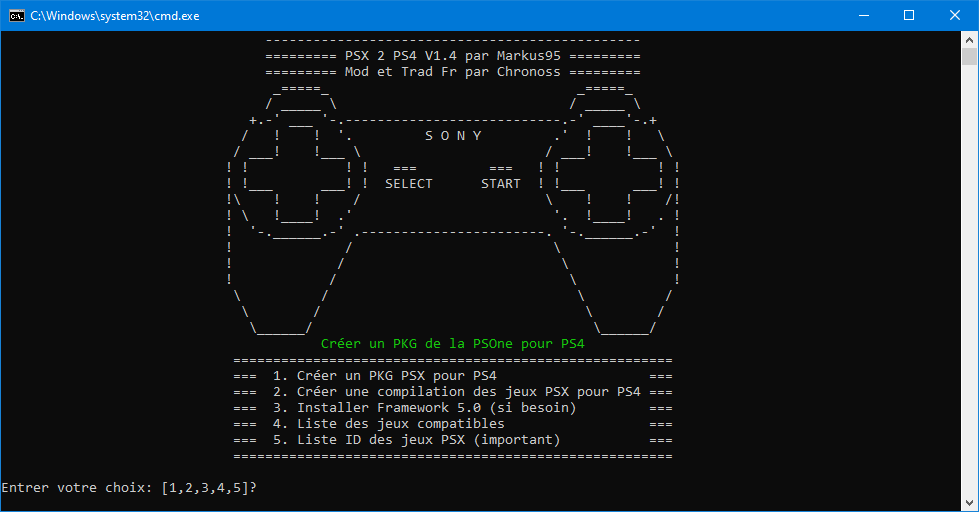 C:\Windows\system32\cmd.exe
========= PSX 2 PS4 V1.4 par Markus95 =========
========= Mod et Trad Fr par Chronoss =========
S O N Y
SELECT START
Créer un PKG de la PSOne pour PS4
=======================================================
=== 1. Créer un PKG PSX pour PS4 ===
=== 2. Créer une compilation des jeux PSX pour PS4 ===
=== 3. Installer Framework 5.0 (si besoin) ===
=== 4. Liste des jeux compatibles ===
=== 5. Liste ID des jeux PSX (important) ===
=======================================================
Entrer votre choix: [1,2,3,4,5]?